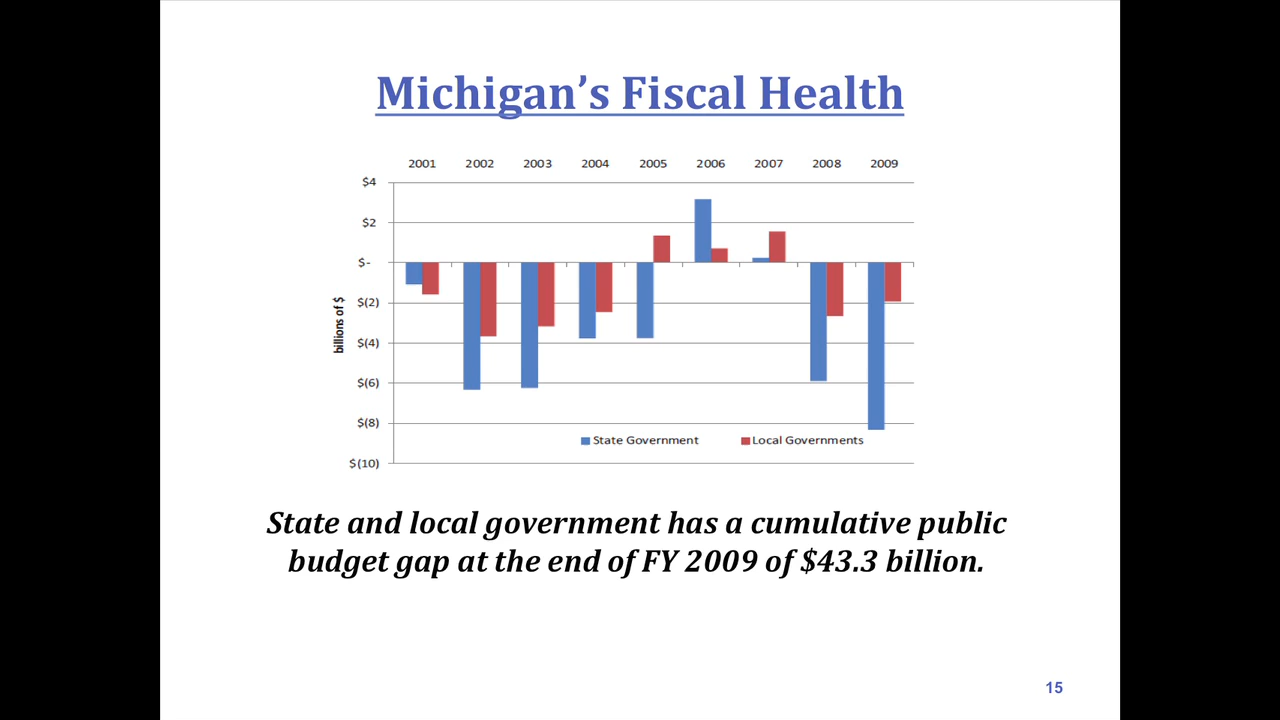 Michigan’s Fiscal Health
2001 2002 2003 2004 2005 2006 2007 2008 2009
$4
$2
$-
$(2)
$(4)
$(6)
$(8)
$(10)
billions of $
State Government Local Governments
State and local government has a cumulative public
budget gap at the end of FY 2009 of $43.3 billion.
15